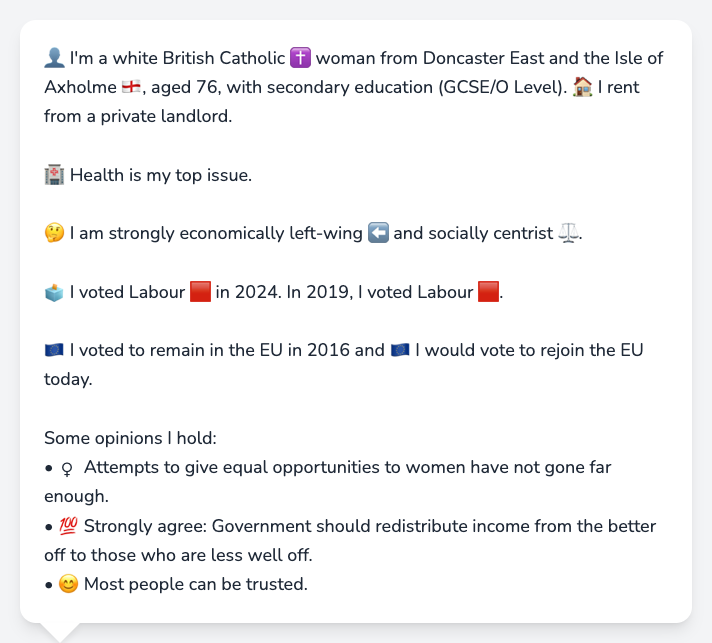 👤 I'm a white British Catholic ✝️ woman from Doncaster East and the Isle of
Axholme 🏴󠁧󠁢󠁥󠁮󠁧󠁿, aged 76, with secondary education (GCSE/O Level). 🏠 I rent
from a private landlord.
🏥 Health is my top issue.
🤔 I am strongly economically left-wing ⬅️ and socially centrist ⚖️.
🗳️ I voted Labour 🟥 in 2024. In 2019, I voted Labour 🟥.
🇪🇺 I voted to remain in the EU in 2016 and 🇪🇺 I would vote to rejoin the EU
today.
Some opinions I hold:
• ♀ Attempts to give equal opportunities to women have not gone far
enough.
• 💯 Strongly agree: Government should redistribute income from the better
off to those who are less well off.
• 😊 Most people can be trusted.